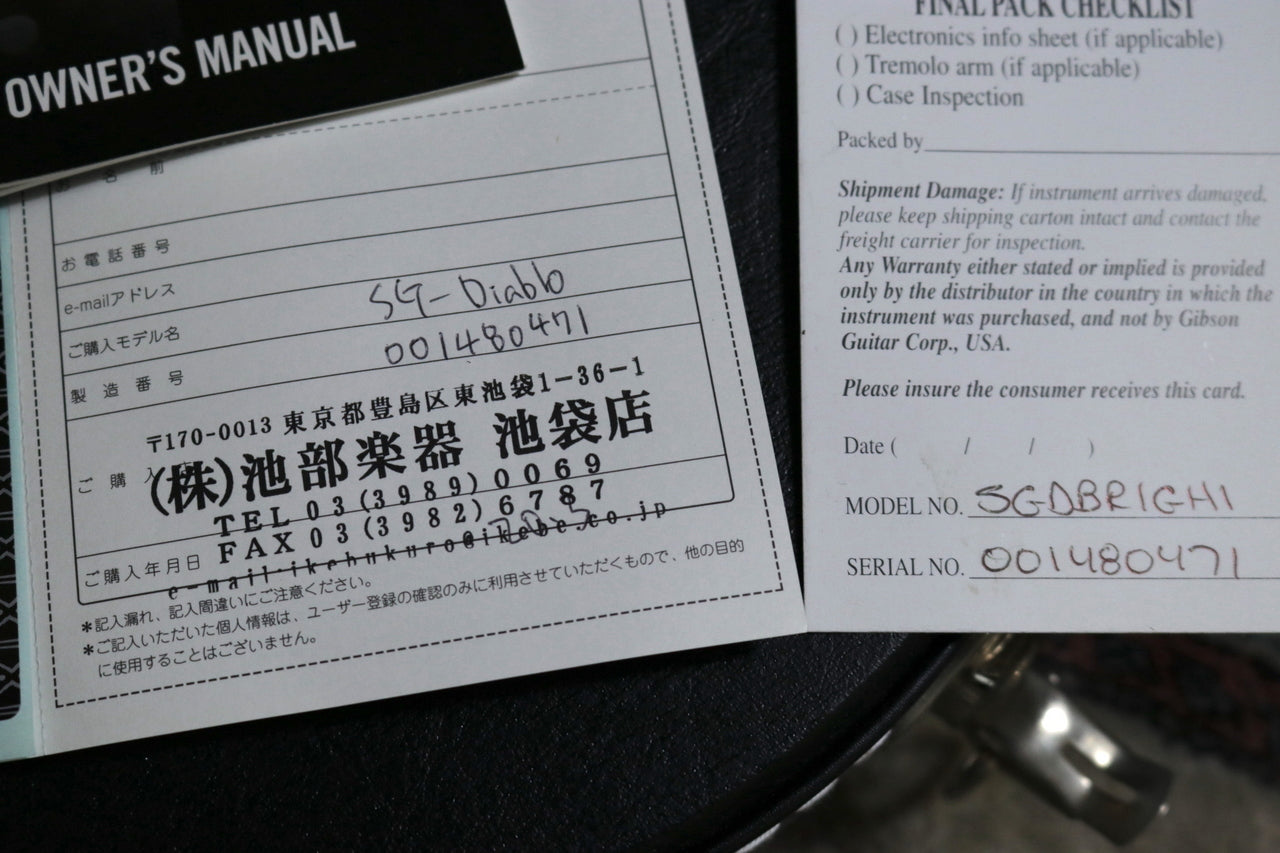 OWNER'S MANUAL
お名前
お電話番号
e-mailアドレス
ご購入モデル名 SG-Diablo
製造番号 001480471
〒170-0013 東京都豊島区東池袋1-36-1
ご購入店
(株)池部楽器 池袋店
TEL 03(3989)0069
FAX 03(3982)6787
ご購入年月日
e-mail:ikebukuro@ikebe.co.jp
*記入漏れ、記入間違いにご注意ください。
*ご記入いただいた個人情報は、ユーザー登録の確認のみに利用させていただくもので、他の目的
に使用することはございません。
FINAL PACK CHECKLIST
( ) Electronics info sheet (if applicable)
( ) Tremolo arm (if applicable)
( ) Case Inspection
Packed by
Shipment Damage: If instrument arrives damaged,
please keep shipping carton intact and contact the
freight carrier for inspection.
Any Warranty either stated or implied is provided
only by the distributor in the country in which the
instrument was purchased, and not by Gibson
Guitar Corp., USA.
Please insure the consumer receives this card.
Date ( / / )
MODEL NO. SGDBRIGH1
SERIAL NO. 001480471